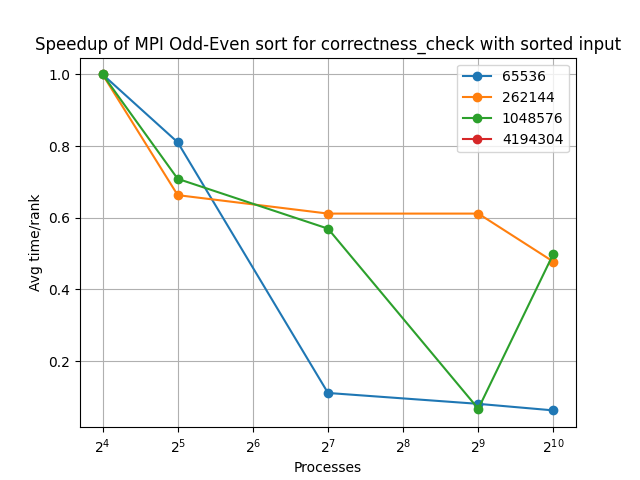 Speedup of MPI Odd-Even sort for correctness_check with sorted input
65536
262144
1048576
4194304
Avg time/rank
1.0
0.8
0.6
0.4
0.2
2⁴ 2⁵ 2⁶ 2⁷ 2⁸ 2⁹ 2¹⁰
Processes